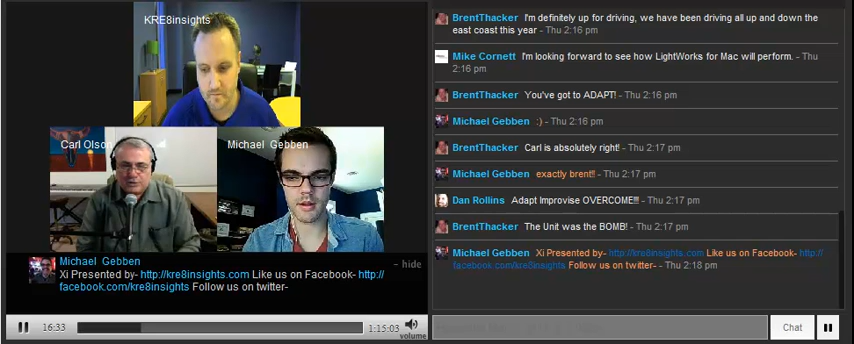 KRE8insights
Carl Olson
Michael Gebben
Michael Gebben
Xi Presented by- http://kre8insights.com Like us on Facebook- http://
facebook.com/kre8insights Follow us on twitter-
– hide
16:33
1:15:03
volume
BrentThacker I'm definitely up for driving, we have been driving all up and down the
east coast this year - Thu 2:16 pm
Mike Cornett I'm looking forward to see how LightWorks for Mac will perform. - Thu
2:16 pm
BrentThacker You've got to ADAPT! - Thu 2:16 pm
Michael Gebben :) - Thu 2:16 pm
BrentThacker Carl is absolutely right! - Thu 2:17 pm
Michael Gebben exactly brent!! - Thu 2:17 pm
Dan Rollins Adapt Improvise OVERCOME!!! - Thu 2:17 pm
BrentThacker The Unit was the BOMB! - Thu 2:17 pm
Michael Gebben Xi Presented by- http://kre8insights.com Like us on Facebook- http://
facebook.com/kre8insights Follow us on twitter- - Thu 2:18 pm
Chat